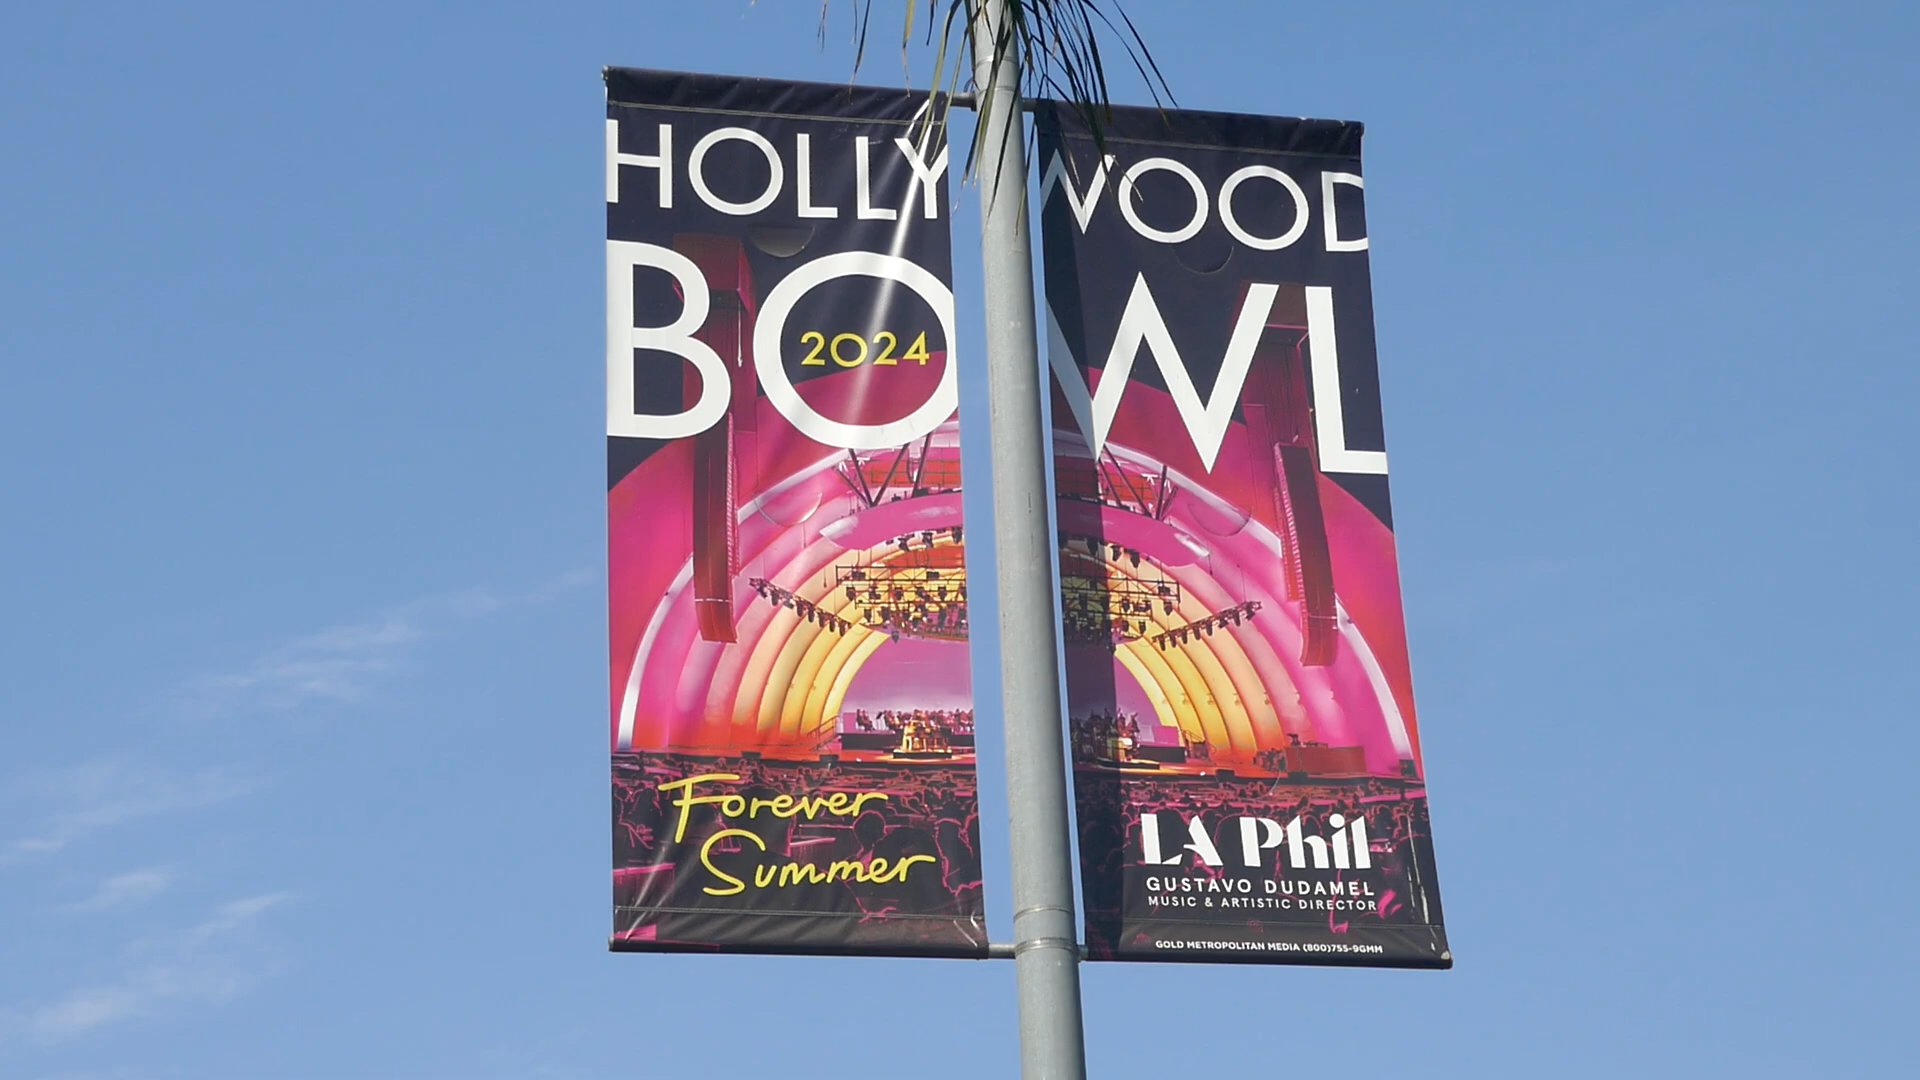 HOLLYWOOD
BOWL
2024
Forever
Summer
LA Phil
GUSTAVO DUDAMEL
MUSIC & ARTISTIC DIRECTOR
GOLD METROPOLITAN MEDIA (800)755-9GMM